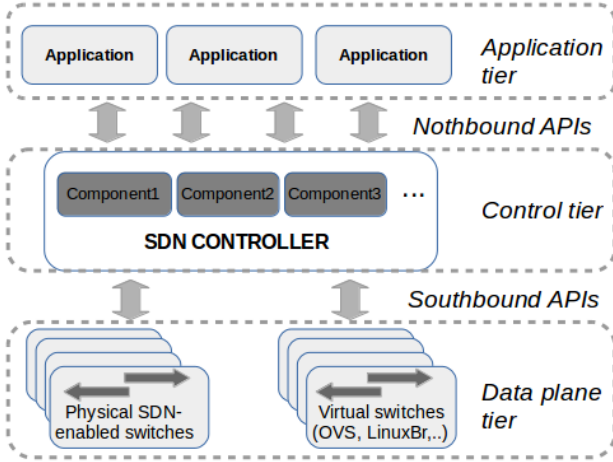 Application Application Application
Application
tier
Nothbound APIs
Component1 Component2 Component3 ...
SDN CONTROLLER
Control tier
Southbound APIs
Physical SDN-
enabled switches
Virtual switches
(OVS, LinuxBr,..)
Data plane
tier